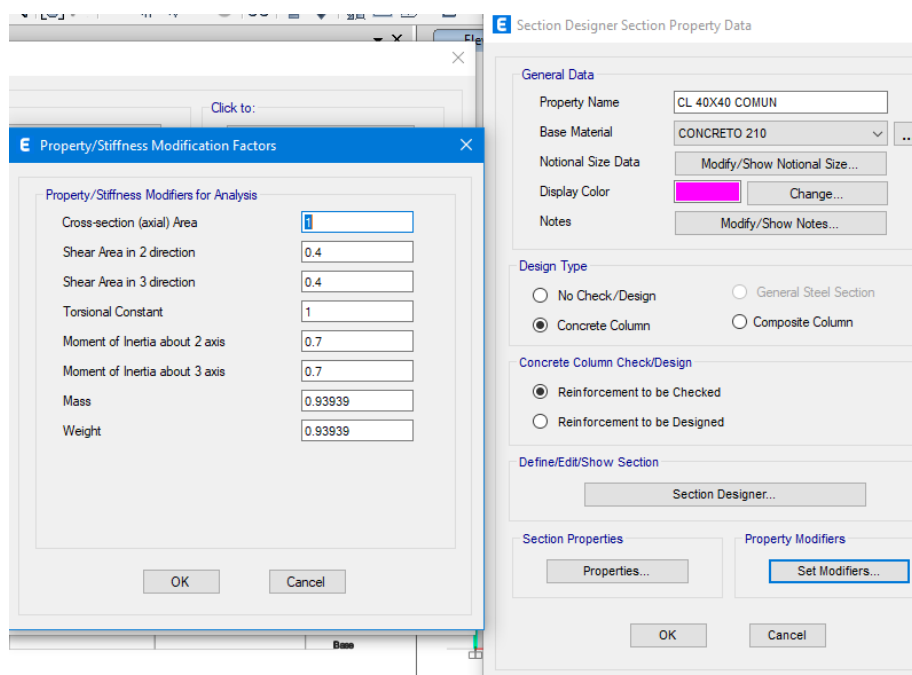 Ele
Click to:
E Property/Stiffness Modification Factors
Property/Stiffness Modifiers for Analysis
Cross-section (axial) Area 1
Shear Area in 2 direction 0.4
Shear Area in 3 direction 0.4
Torsional Constant 1
Moment of Inertia about 2 axis 0.7
Moment of Inertia about 3 axis 0.7
Mass 0.93939
Weight 0.93939
OK Cancel
Base
E Section Designer Section Property Data
General Data
Property Name CL 40X40 COMUN
Base Material CONCRETO 210 ..
Notional Size Data Modify/Show Notional Size...
Display Color Change...
Notes Modify/Show Notes...
Design Type
No Check/Design General Steel Section
Concrete Column Composite Column
Concrete Column Check/Design
Reinforcement to be Checked
Reinforcement to be Designed
Define/Edit/Show Section
Section Designer...
Section Properties Property Modifiers
Properties... Set Modifiers...
OK Cancel